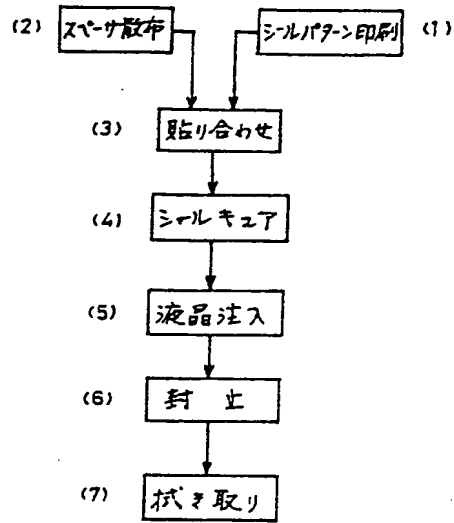 (2) スペーサ散布 シールパターン印刷 (1)
(3) 貼り合わせ
(4) シールキュア
(5) 液晶注入
(6) 封止
(7) 拭き取り